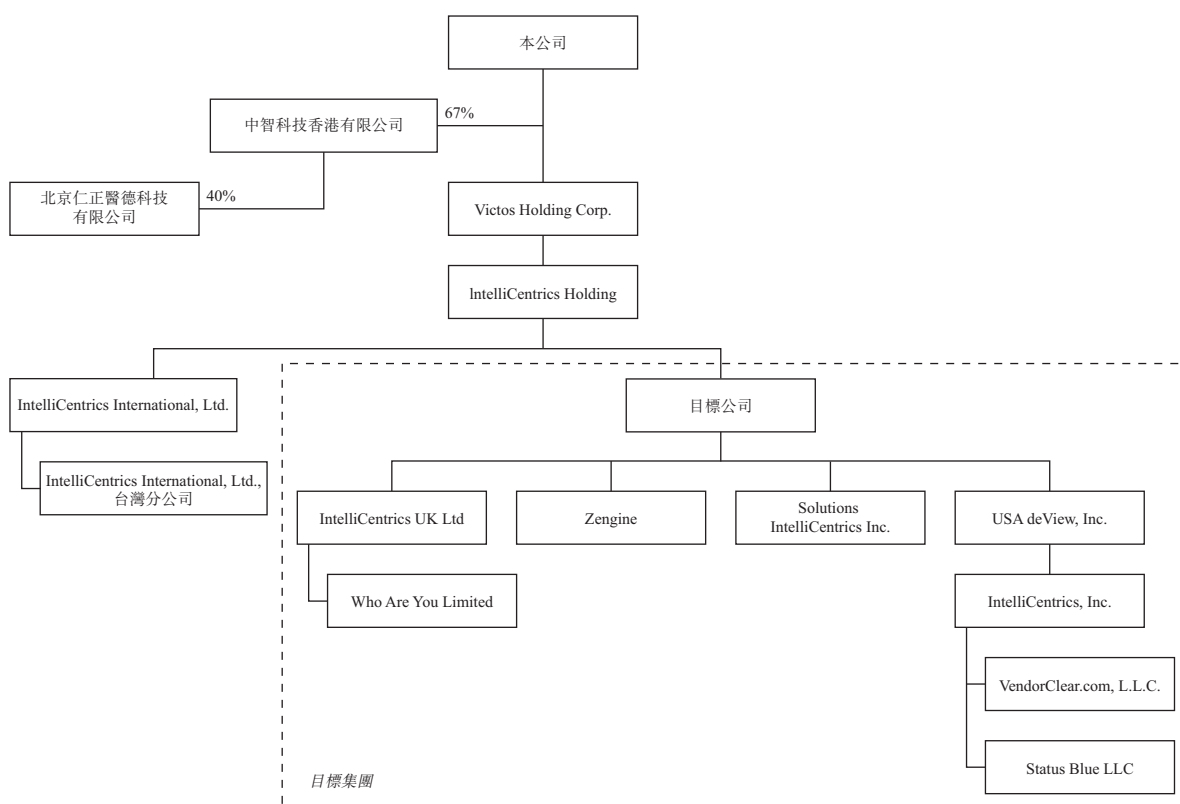 本公司
67%
中智科技香港有限公司
40%
北京仁正醫德科技
有限公司
Victos Holding Corp.
lntelliCentrics Holding
IntelliCentrics International, Ltd.
目標公司
IntelliCentrics International, Ltd.,
台灣分公司
IntelliCentrics UK Ltd
Zengine
Solutions
IntelliCentrics Inc.
USA deView, Inc.
Who Are You Limited
IntelliCentrics, Inc.
VendorClear.com, L.L.C.
Status Blue LLC
目標集團